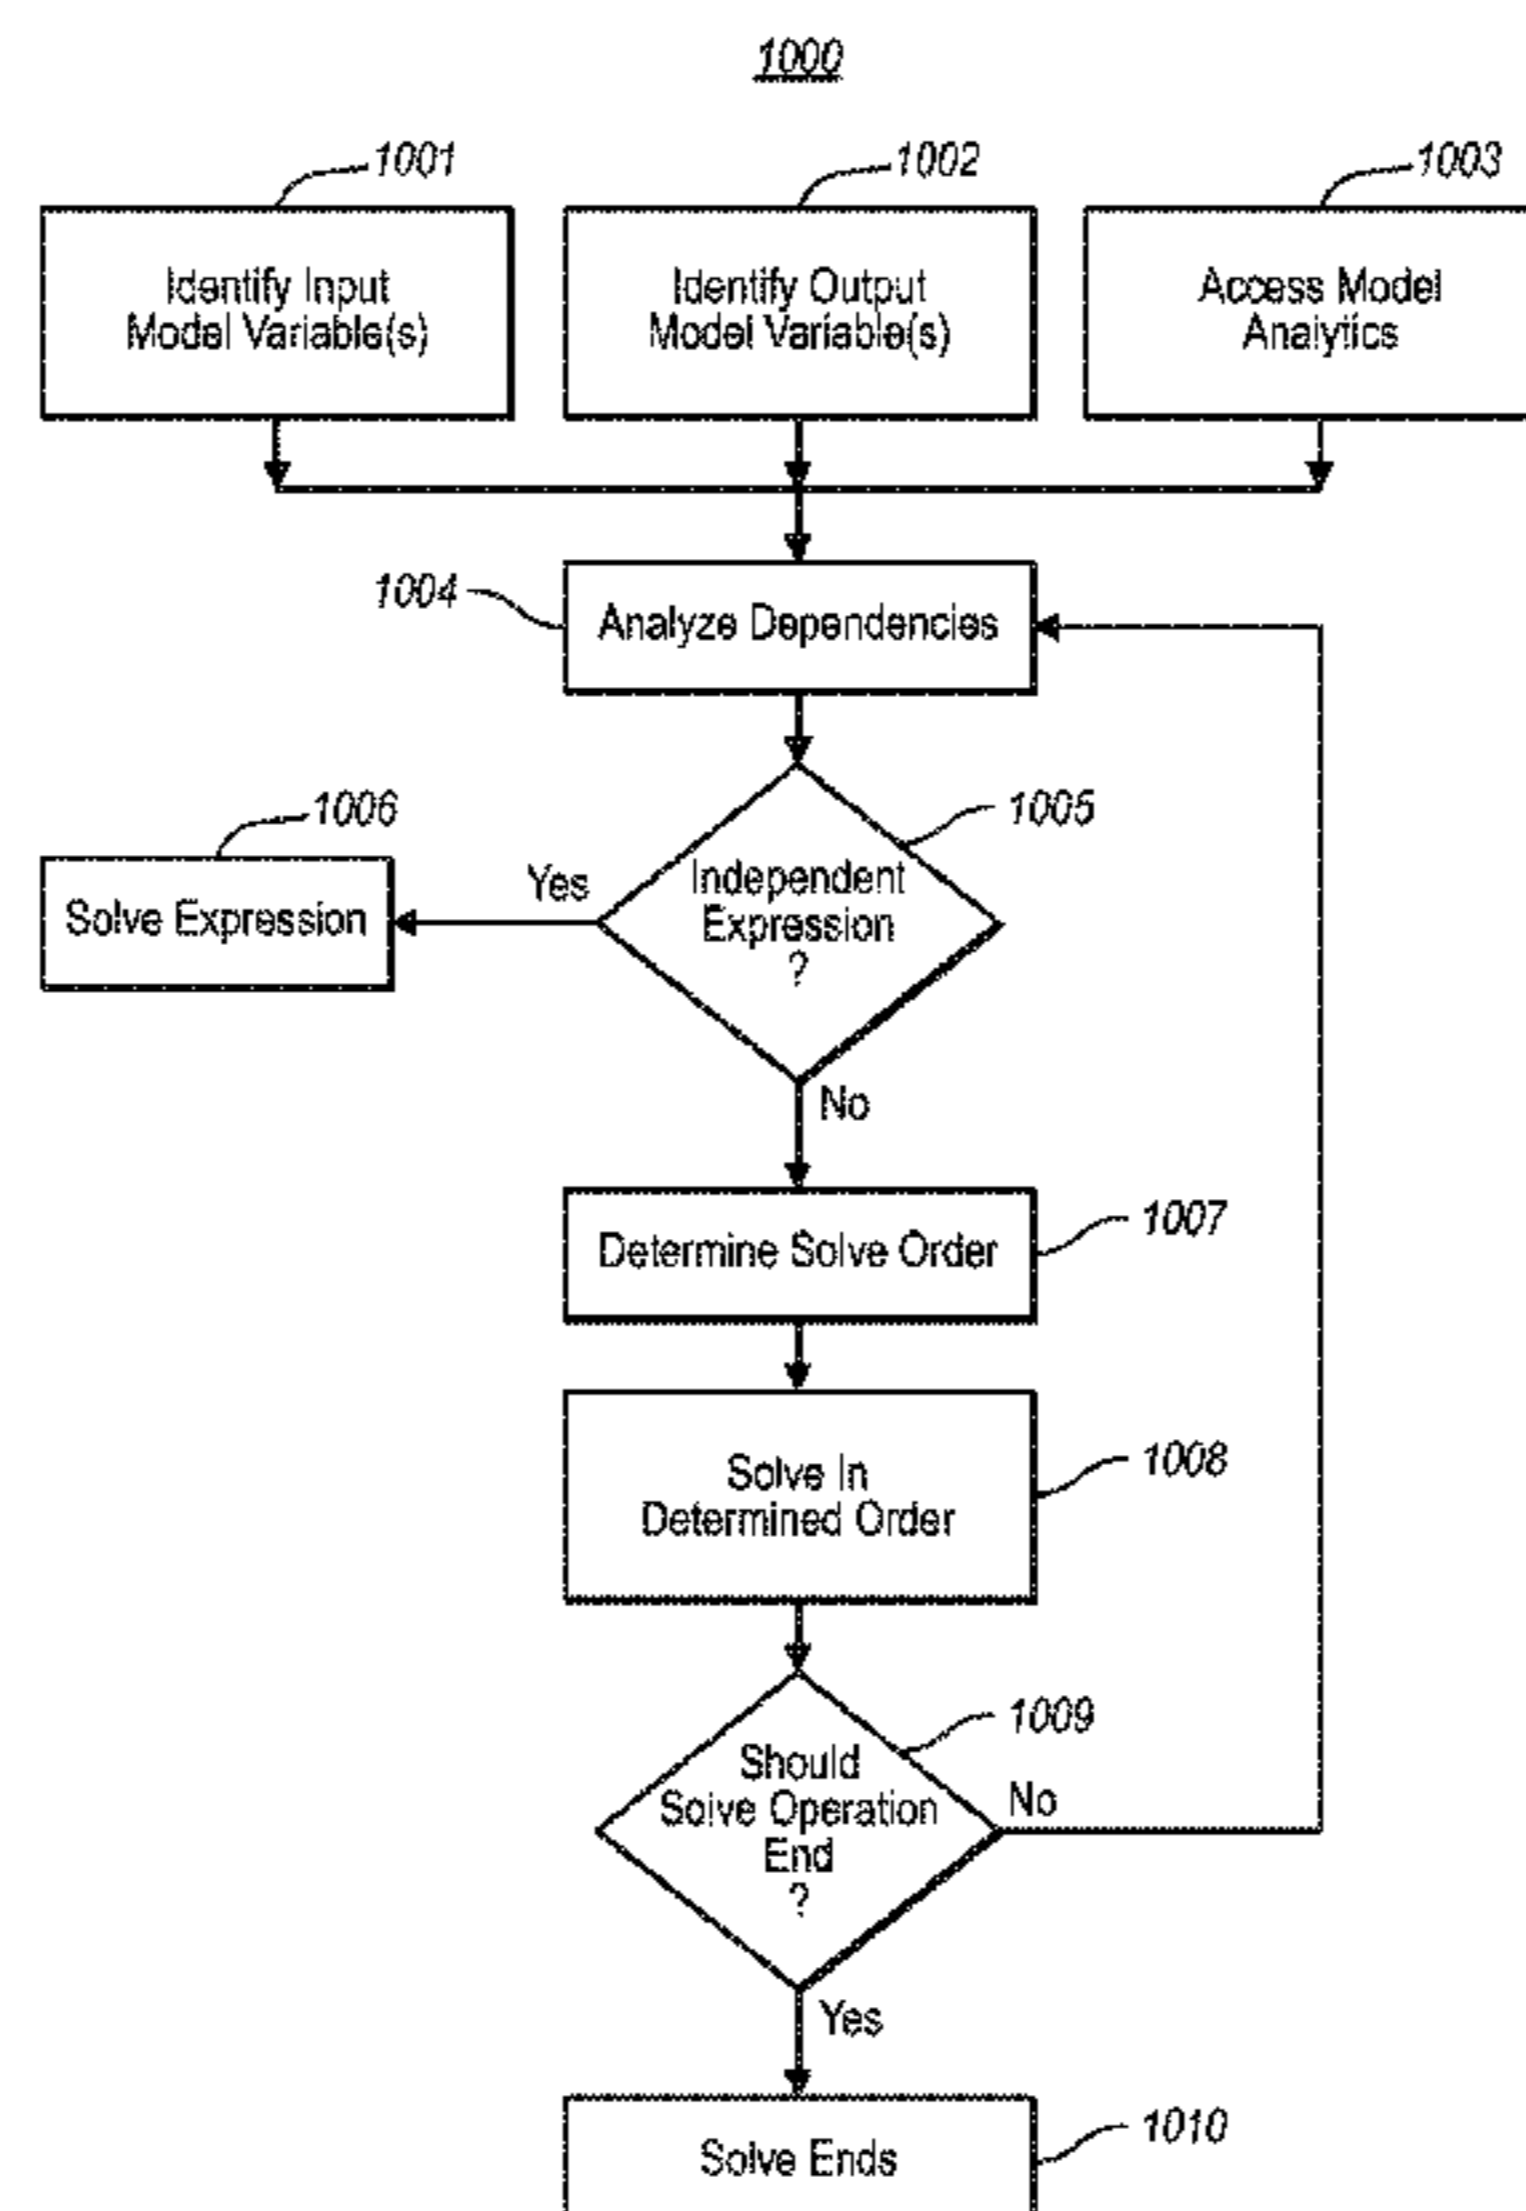 1000
1001
1002
1003
Identify Input
Model Variable(s)
Identify Output
Model Variable(s)
Access Model
Analytics
1004
Analyze Dependencies
1005
1006
Independent
Expression
?
Yes
Solve Expression
No
1007
Determine Solve Order
1008
Solve In
Determined Order
1009
Should
Solve Operation
End
?
No
Yes
1010
Solve Ends